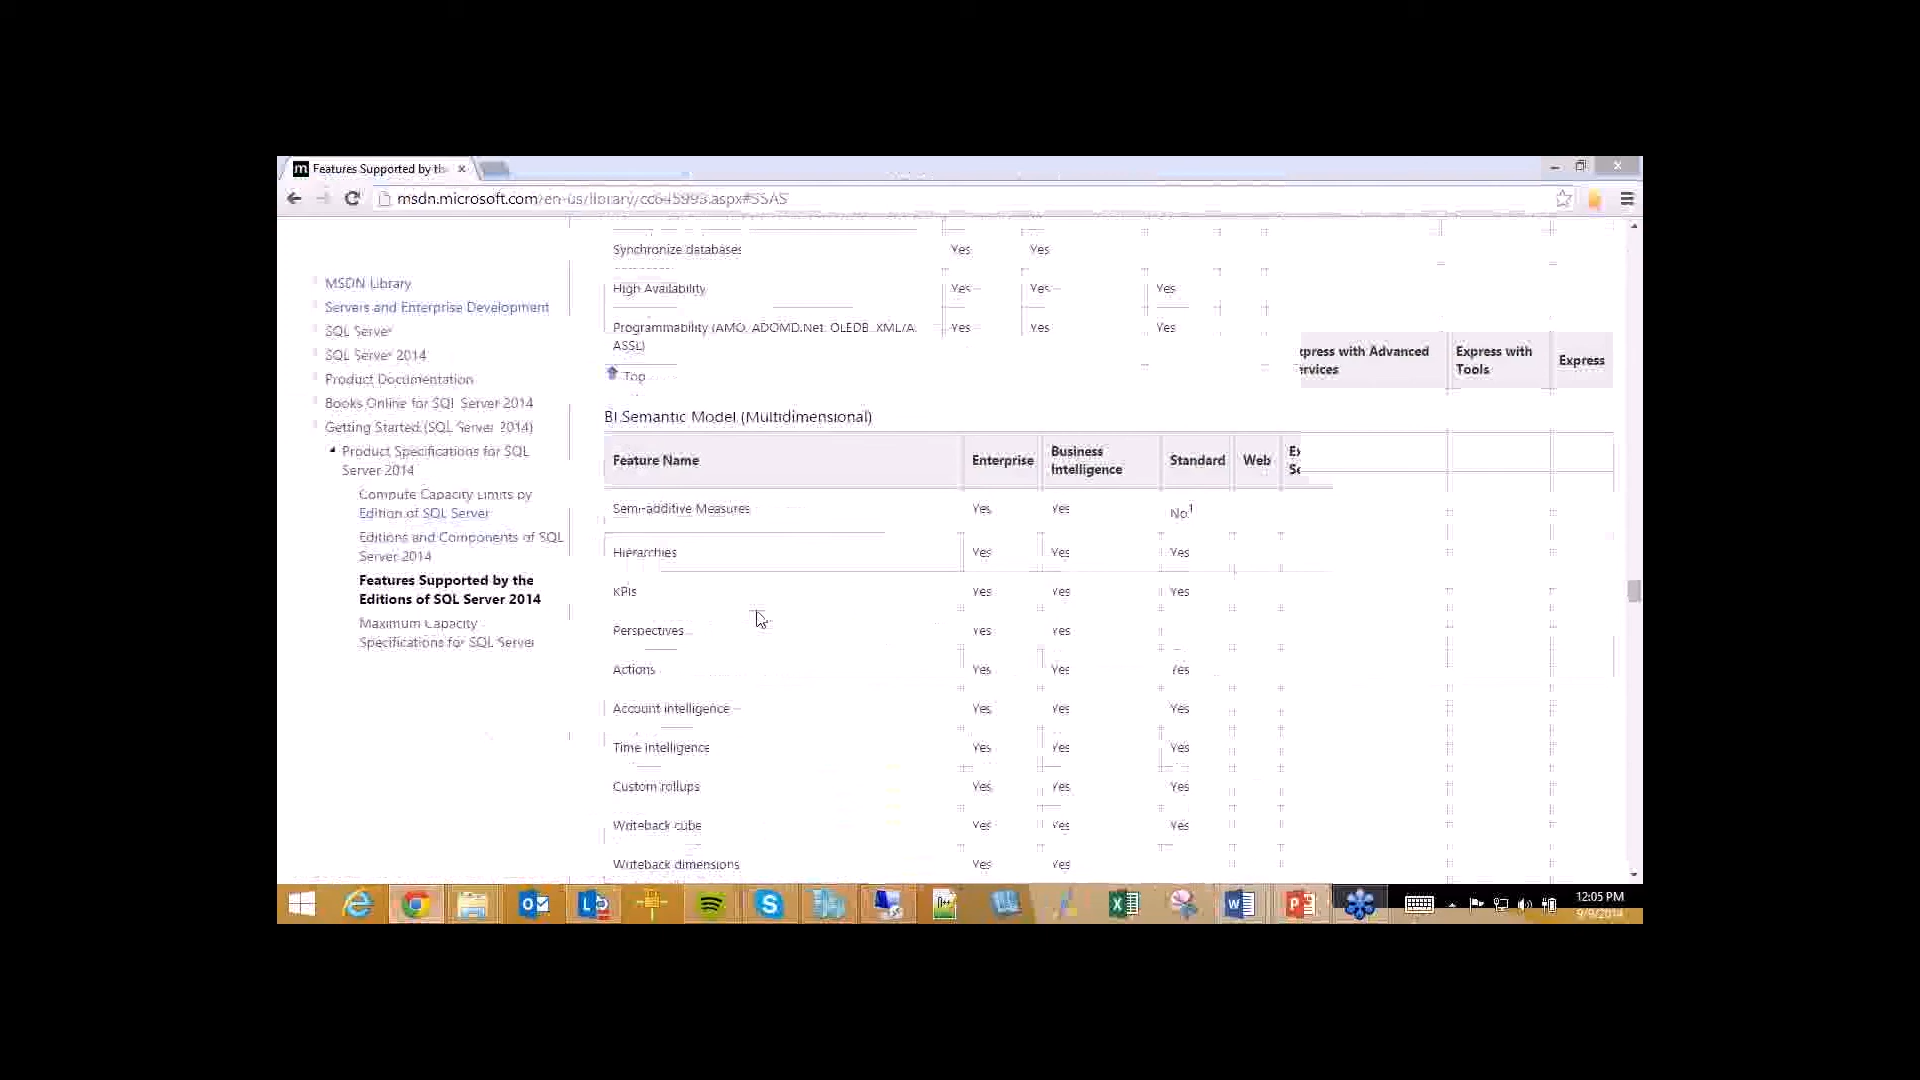 Features Supported by th
msdn.microsoft.com/en-us/library/cc645993.aspx#SSAS
MSDN Library
Servers and Enterprise Development
SQL Server
SQL Server 2014
Product Documentation
Books Online for SQL Server 2014
Getting Started (SQL Server 2014)
Product Specifications for SQL
Server 2014
Compute Capacity Limits by
Edition of SQL Server
Editions and Components of SQL
Server 2014
Features Supported by the
Editions of SQL Server 2014
Maximum Capacity
Specifications for SQL Server
Synchronize databases Yes Yes
High Availability Yes Yes Yes
Programmability (AMO, ADOMD.Net, OLEDB, XML/A, Yes Yes Yes
ASSL)
Top
xpress with Advanced
ervices
Express with
Tools
Express
BI Semantic Model (Multidimensional)
Feature Name Enterprise Business Intelligence Standard Web Ex
Se
Semi-additive Measures Yes Yes No1
Hierarchies Yes Yes Yes
KPIs Yes Yes Yes
Perspectives Yes Yes
Actions Yes Yes Yes
Account intelligence Yes Yes Yes
Time Intelligence Yes Yes Yes
Custom rollups Yes Yes Yes
Writeback cube Yes Yes Yes
Writeback dimensions Yes Yes
12:05 PM
9/9/2014